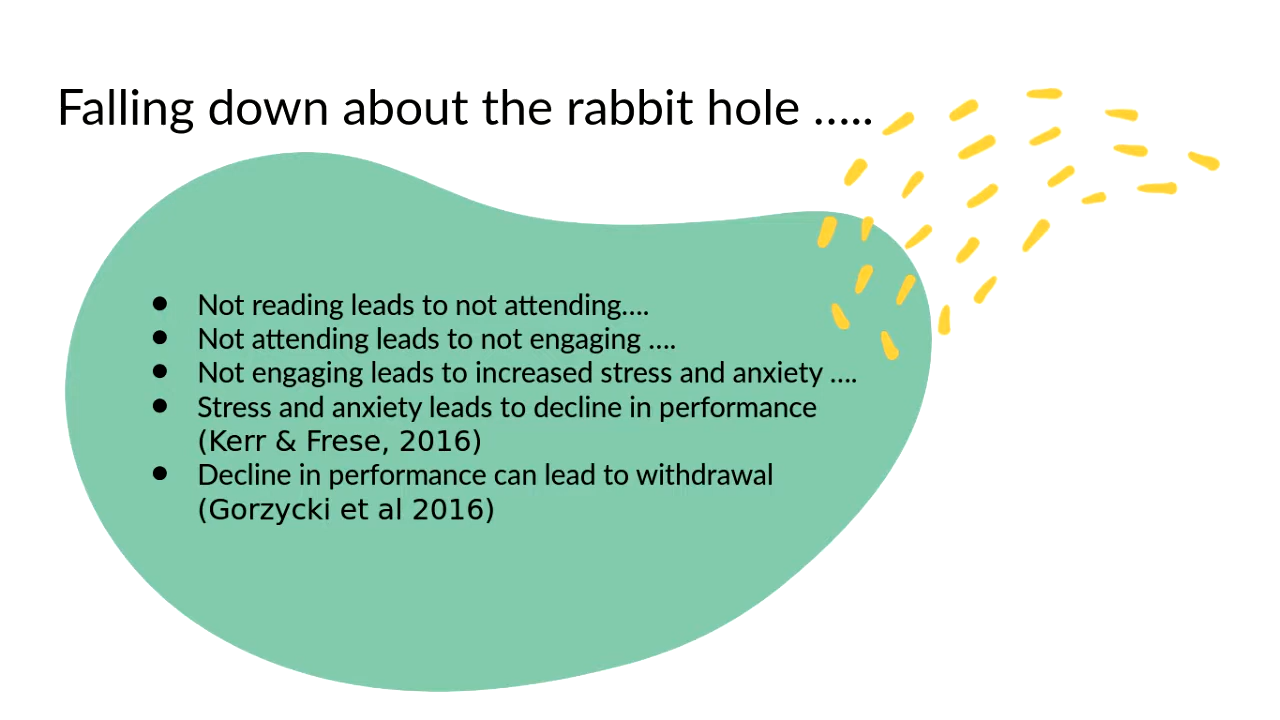 Falling down about the rabbit hole …..
● Not reading leads to not attending….
● Not attending leads to not engaging ….
● Not engaging leads to increased stress and anxiety ….
● Stress and anxiety leads to decline in performance
(Kerr & Frese, 2016)
● Decline in performance can lead to withdrawal
(Gorzycki et al 2016)